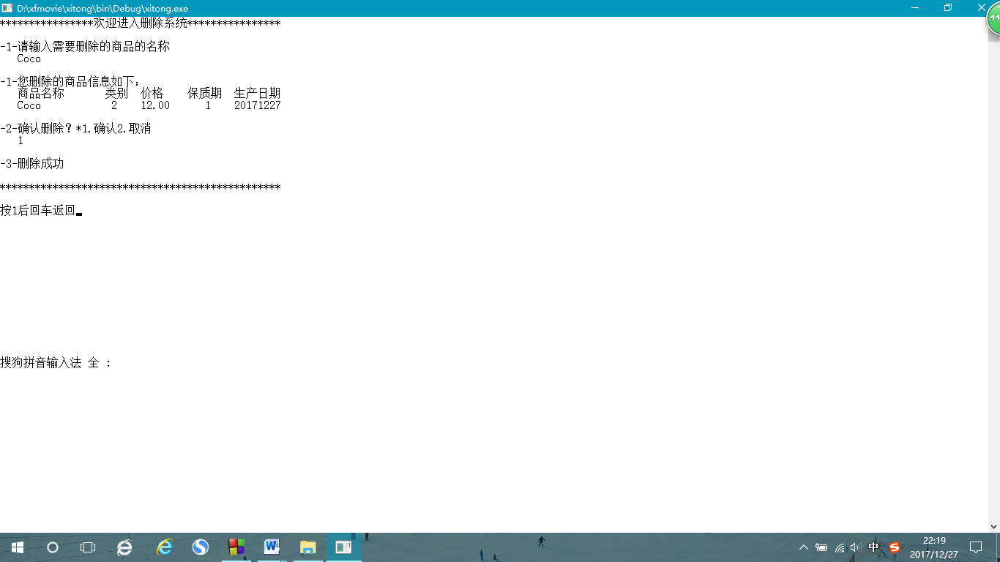 D:\xfmovie\xitong\bin\Debug\xitong.exe
44
****************欢迎进入删除系统****************
-1-请输入需要删除的商品的名称
Coco
-1-您删除的商品信息如下:
商品名称 类别 价格 保质期 生产日期
Coco 2 12.00 1 20171227
-2-确认删除？*1.确认2.取消
1
-3-删除成功
************************************************
按1后回车返回
搜狗拼音输入法 全 :
中
22:19
2017/12/27